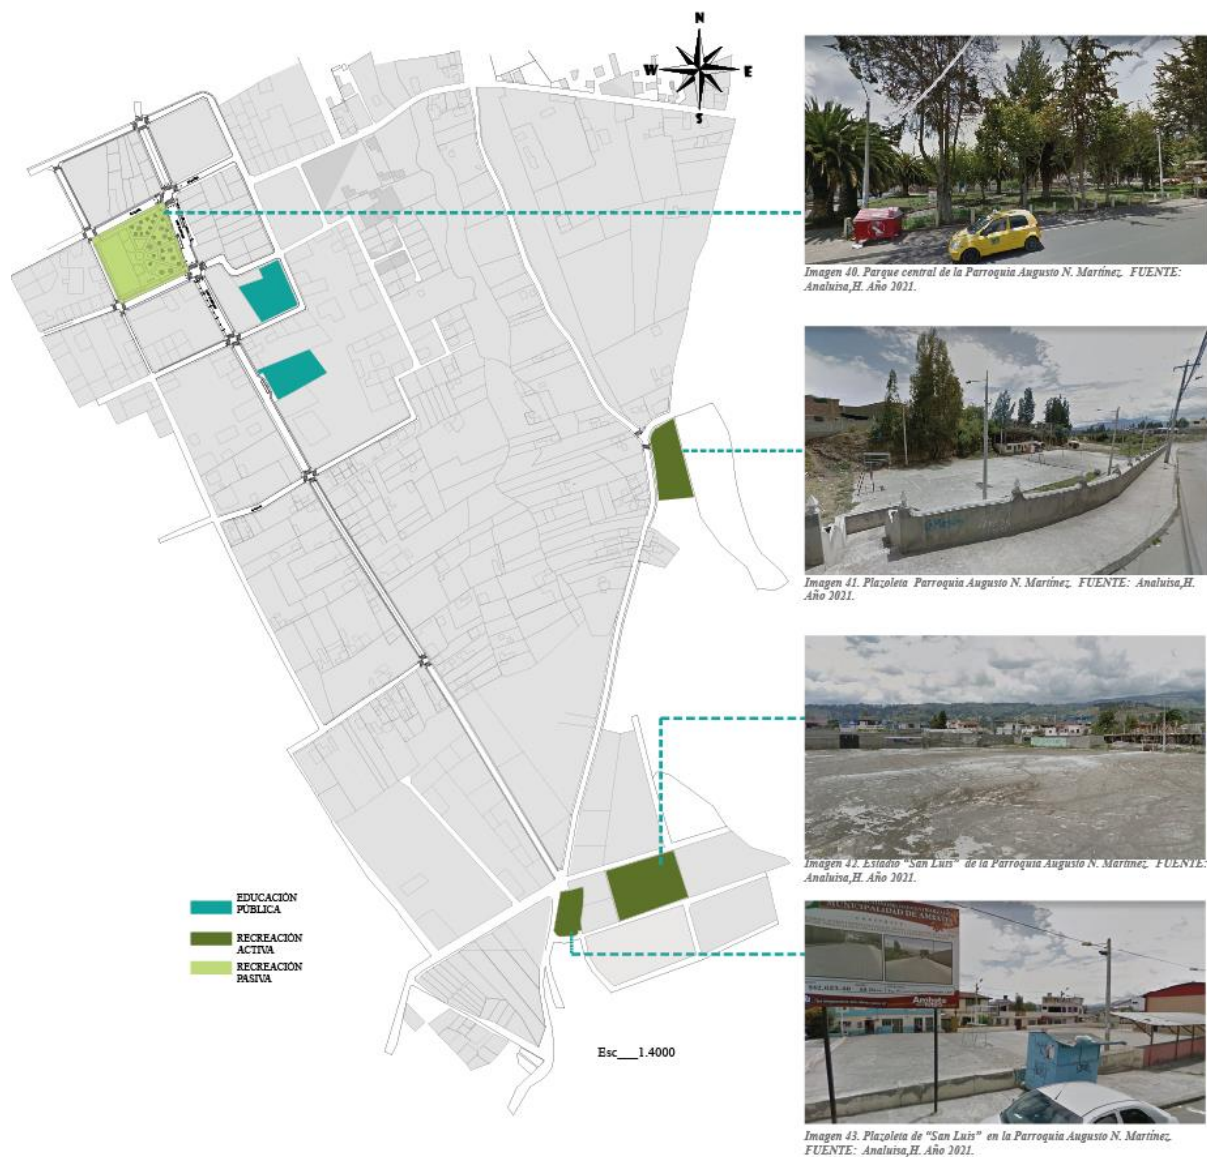 N
W
E
S
Imagen 40. Parque central de la Parroquia Augusto N. Martínez. FUENTE:
Analuisa,H. Año 2021.
Imagen 41. Plazoleta Parroquia Augusto N. Martínez. FUENTE: Analuisa,H.
Año 2021.
Imagen 42. Estadio "San Luis" de la Parroquia Augusto N. Martínez. FUENTE:
Analuisa,H. Año 2021.
EDUCACIÓN
PÚBLICA
RECREACIÓN
ACTIVA
RECREACIÓN
PASIVA
Esc___1.4000
MUNICIPALIDAD DE AMBATO
Ambato
Imagen 43. Plazoleta de "San Luis" en la Parroquia Augusto N. Martínez.
FUENTE: Analuisa,H. Año 2021.